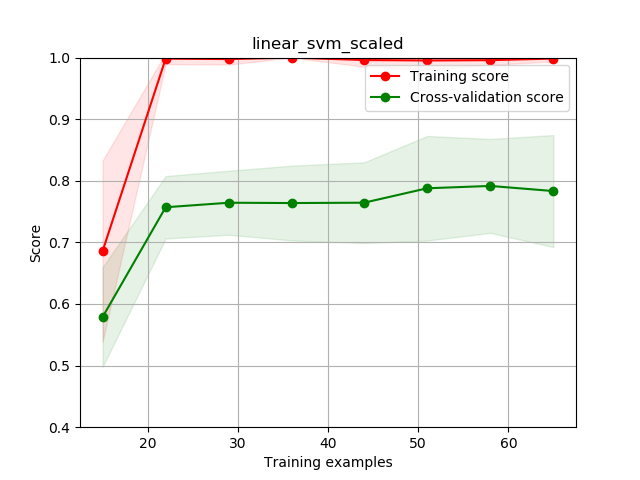 linear_svm_scaled
1.0
0.9
0.8
0.7
0.6
0.5
0.4
Score
Training score
Cross-validation score
20 30 40 50 60
Training examples